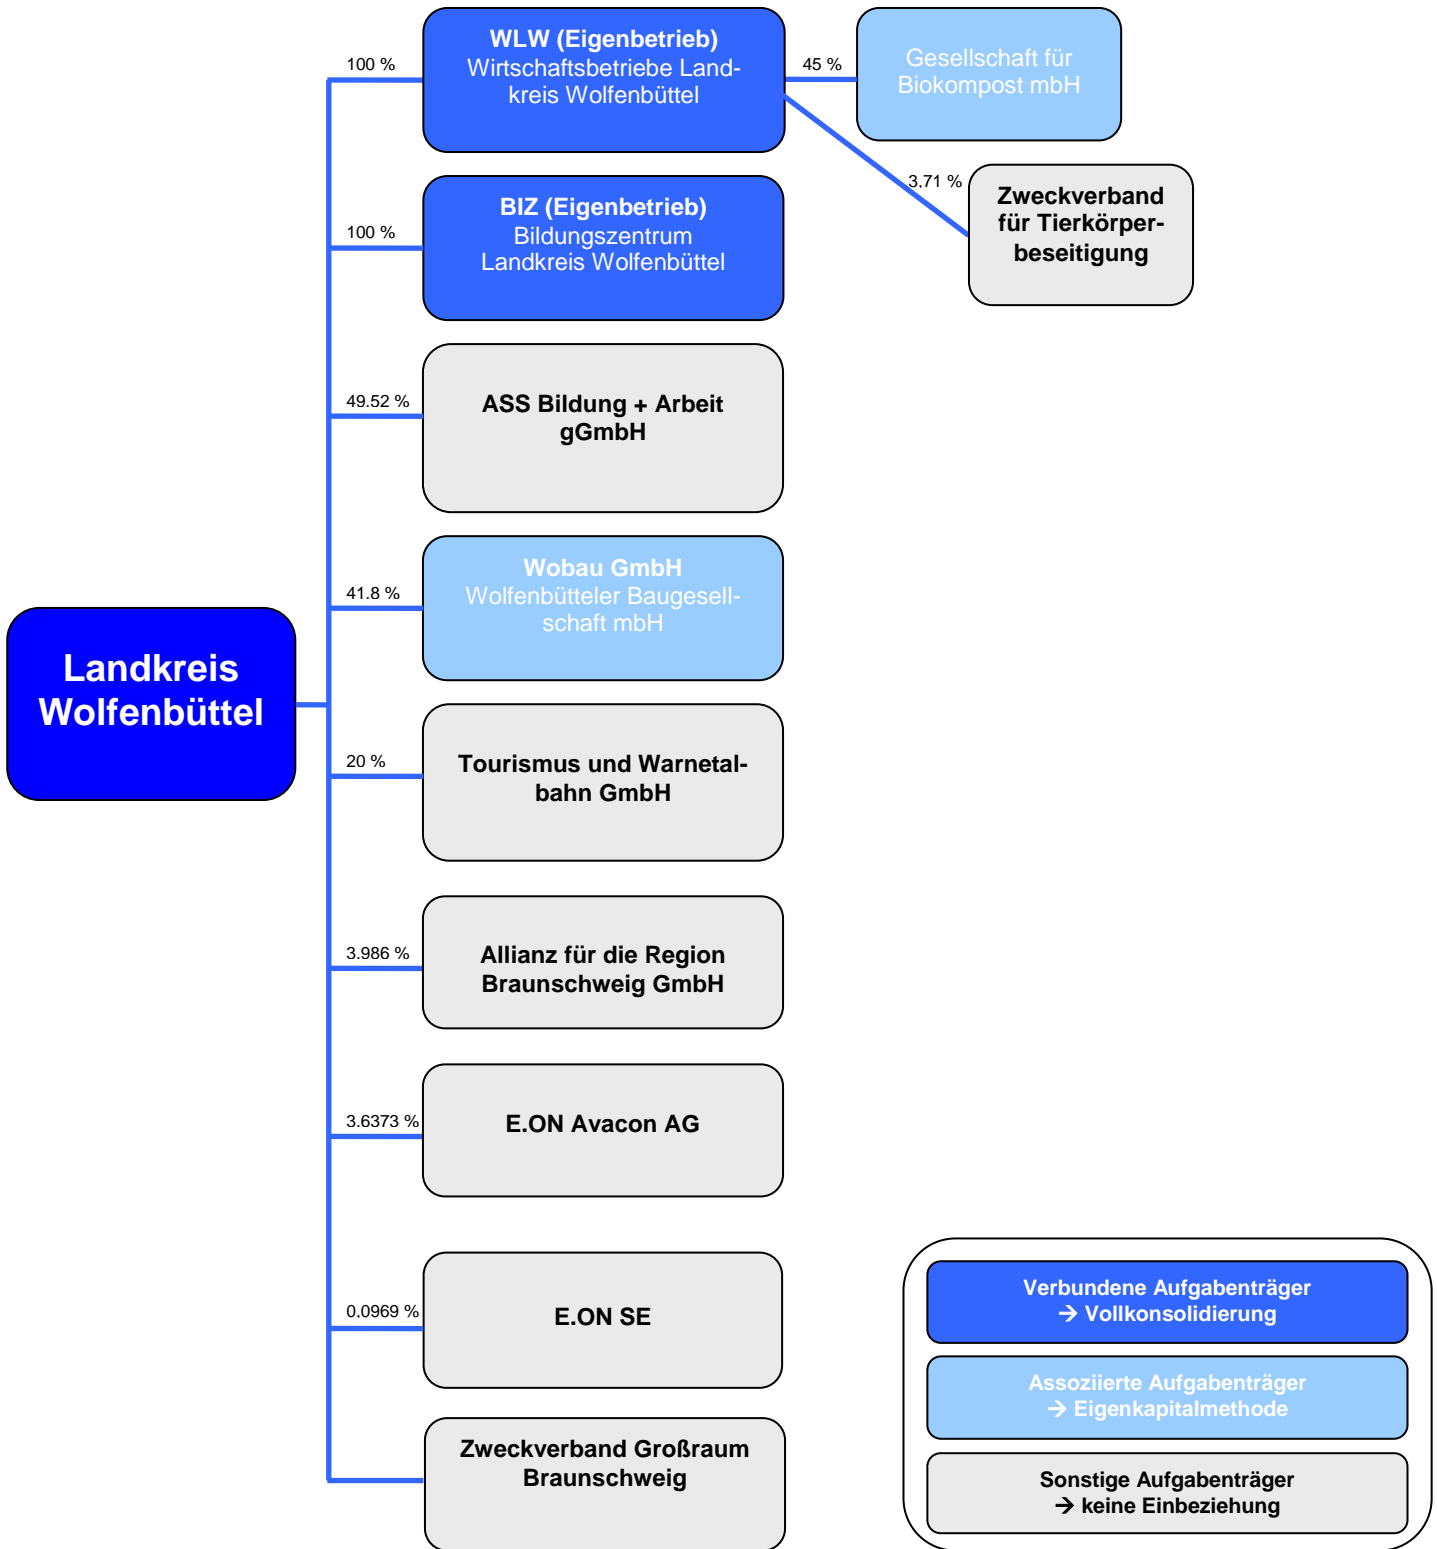 WLW (Eigenbetrieb)
Wirtschaftsbetriebe Land-
kreis Wolfenbüttel
100 %
45 %
Gesellschaft für
Biokompost mbH
3,71 %
Zweckverband
für Tierkörper-
beseitigung
BIZ (Eigenbetrieb)
Bildungszentrum
Landkreis Wolfenbüttel
100 %
49.52 %
ASS Bildung + Arbeit
gGmbH
41.8 %
Wobau GmbH
Wolfenbütteler Baugesell-
schaft mbH
Landkreis
Wolfenbüttel
20 %
Tourismus und Warnetal-
bahn GmbH
3.986 %
Allianz für die Region
Braunschweig GmbH
3.6373 %
E.ON Avacon AG
0.0969 %
E.ON SE
Zweckverband Großraum
Braunschweig
Verbundene Aufgabenträger
→ Vollkonsolidierung
Assoziierte Aufgabenträger
→ Eigenkapitalmethode
Sonstige Aufgabenträger
→ keine Einbeziehung